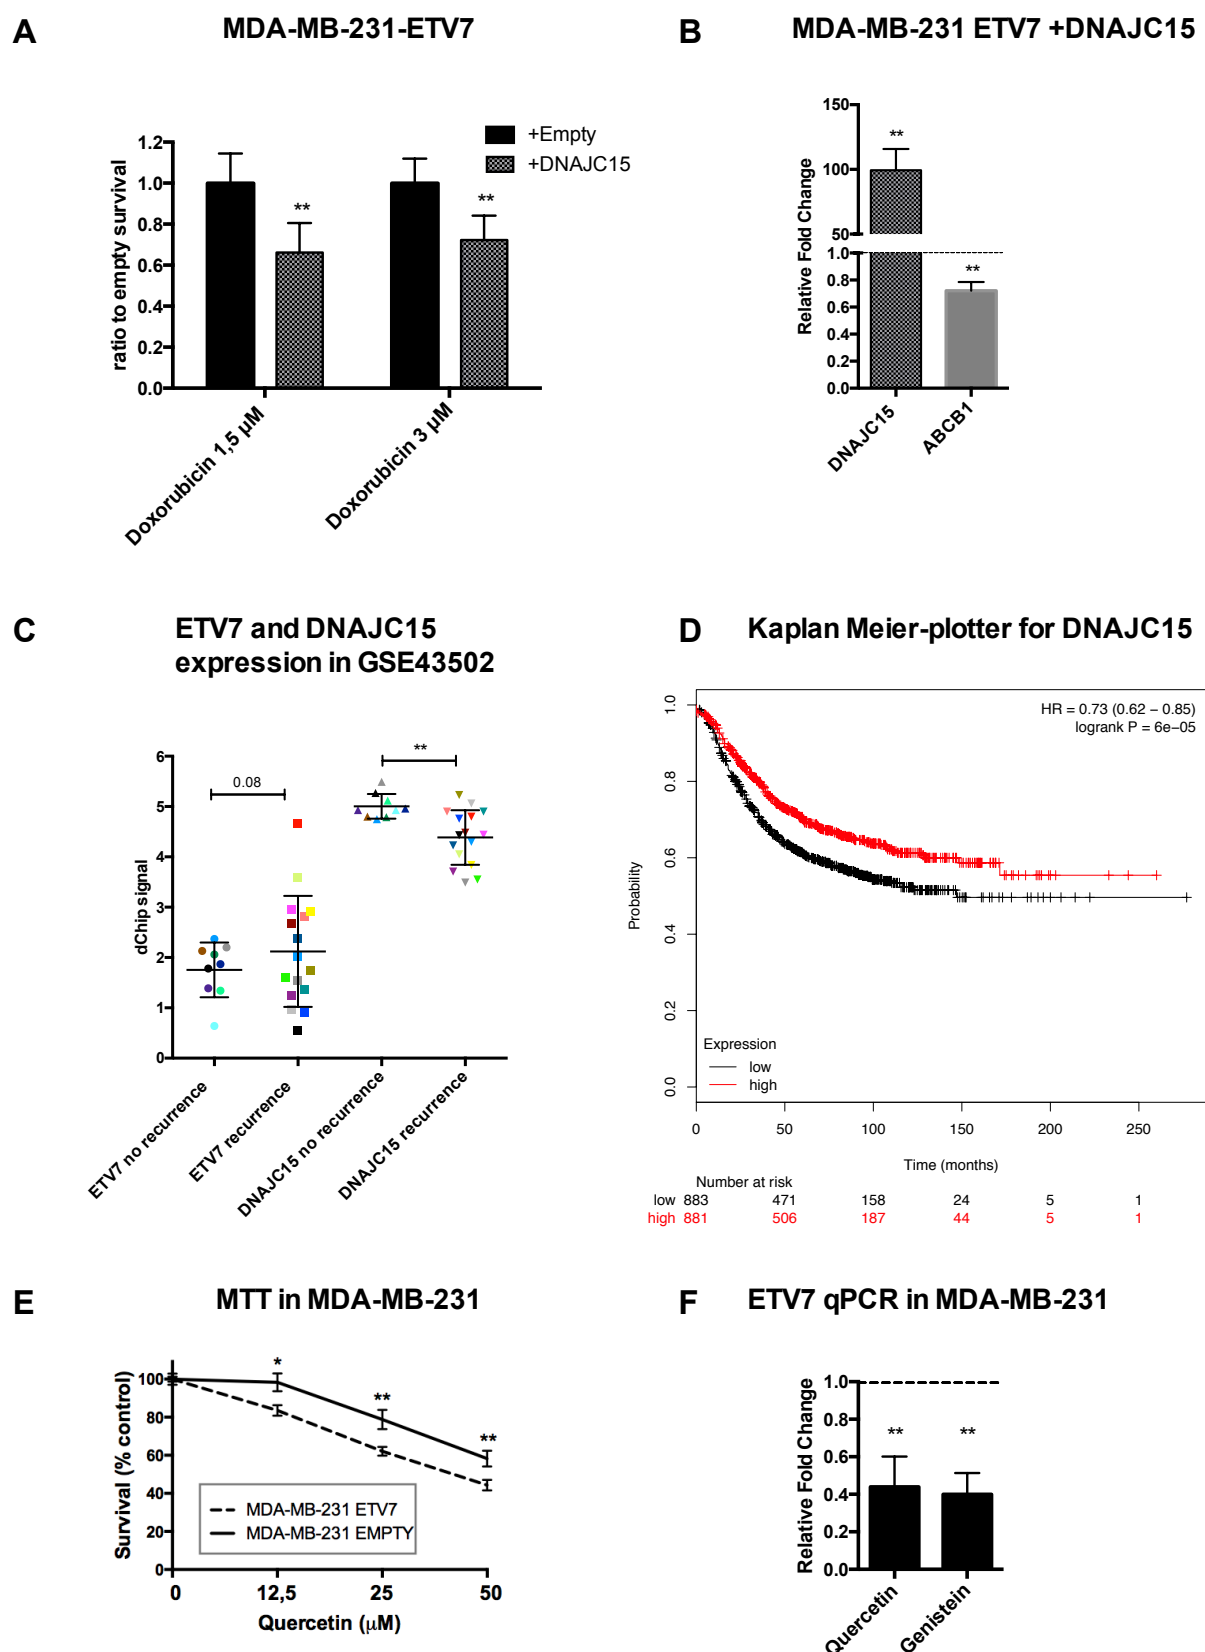 A
MDA-MB-231-ETV7
+Empty
+DNAJC15
ratio to empty survival
1.2
1.0
0.8
0.6
0.4
0.2
0.0
**
**
Doxorubicin 1,5 µM
Doxorubicin 3 µM
B
MDA-MB-231 ETV7 +DNAJC15
Relative Fold Change
150
100
50
1.0
0.8
0.6
0.4
0.2
0.0
**
**
DNAJC15
ABCB1
C
ETV7 and DNAJC15
expression in GSE43502
dChip signal
6
5
4
3
2
1
0
0.08
**
ETV7 no recurrence
ETV7 recurrence
DNAJC15 no recurrence
DNAJC15 recurrence
D
Kaplan Meier-plotter for DNAJC15
HR = 0.73 (0.62 − 0.85)
logrank P = 6e−05
Probability
1.0
0.8
0.6
0.4
0.2
0.0
Expression
low
high
0 50 100 150 200 250
Time (months)
Number at risk
low 883 471 158 24 5 1
high 881 506 187 44 5 1
E
MTT in MDA-MB-231
Survival (% control)
100
80
60
40
20
0
*
**
**
MDA-MB-231 ETV7
MDA-MB-231 EMPTY
0 12,5 25 50
Quercetin (µM)
F
ETV7 qPCR in MDA-MB-231
Relative Fold Change
1.0
0.8
0.6
0.4
0.2
0.0
**
**
Quercetin
Genistein